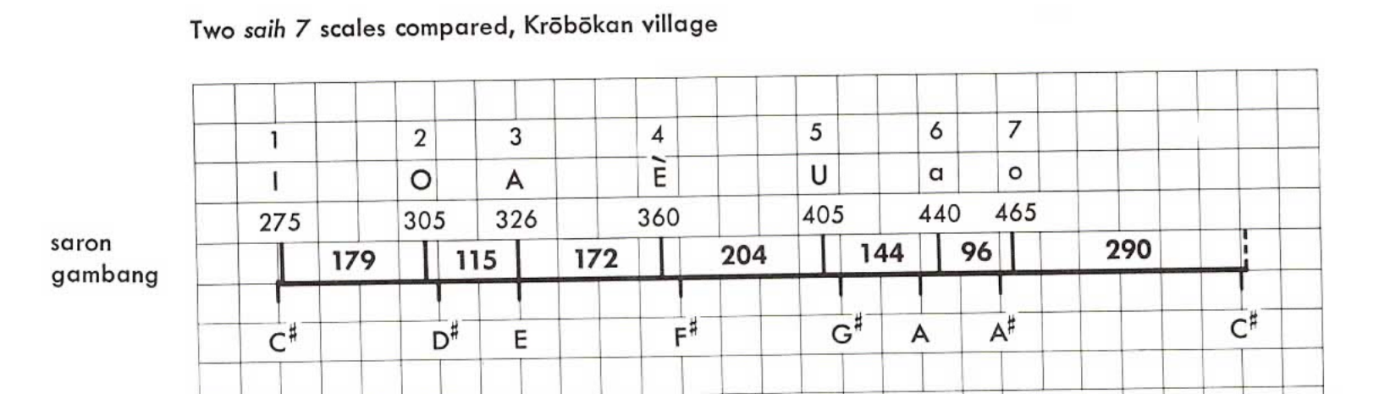 Two saih 7 scales compared, Krōbōkan village
1 2 3 4 5 6 7
I O A È U a o
275 305 326 360 405 440 465
saron
gambang
179 115 172 204 144 96 290
C♯ D♯ E F♯ G♯ A A♯ C♯